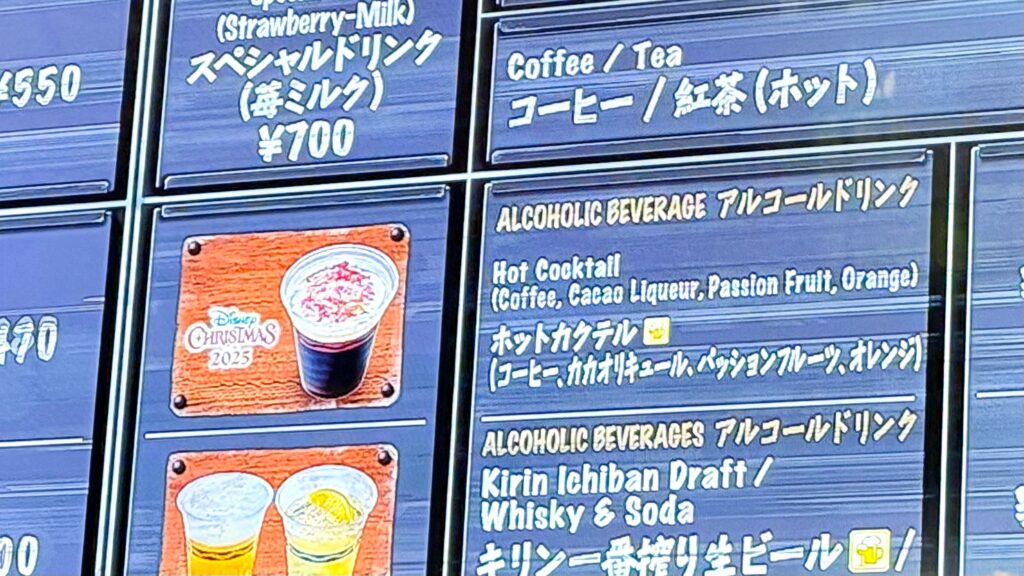 ¥550
(Strawberry-Milk)
スペシャルドリンク
(苺ミルク)
¥700
Coffee / Tea
コーヒー / 紅茶 (ホット)
ALCOHOLIC BEVERAGE アルコールドリンク
Hot Cocktail
(Coffee, Cacao Liqueur, Passion Fruit, Orange)
ホットカクテル
(コーヒー、カカオリキュール、パッションフルーツ、オレンジ)
Disney
CHRISTMAS
2025
ALCOHOLIC BEVERAGES アルコールドリンク
Kirin Ichiban Draft /
Whisky & Soda
キリン一番搾り生ビール /